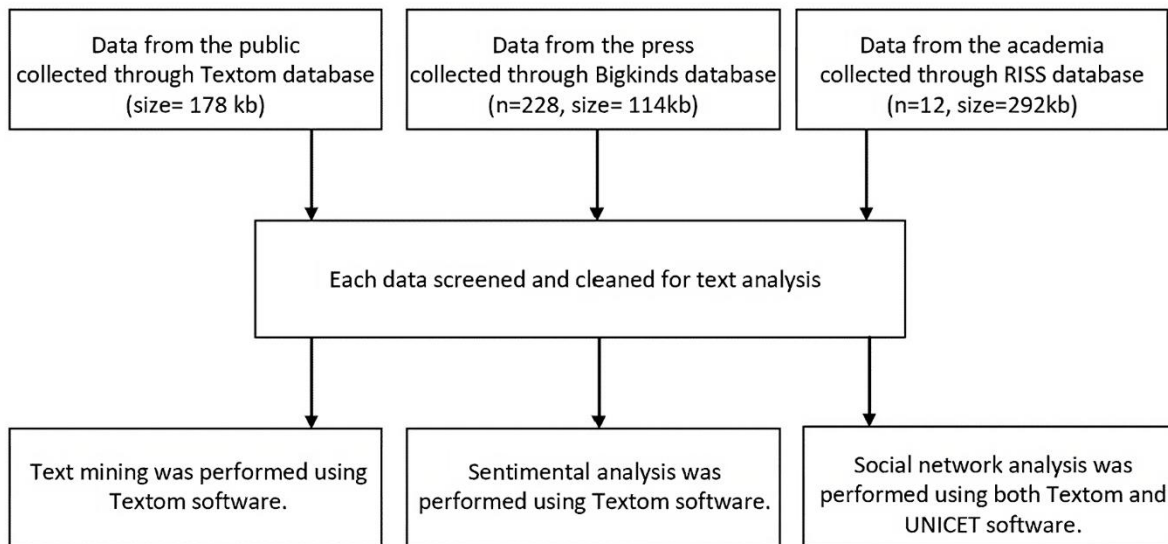 Data from the public
collected through Textom database
(size= 178 kb)
Data from the press
collected through Bigkinds database
(n=228, size= 114kb)
Data from the academia
collected through RISS database
(n=12, size=292kb)
Each data screened and cleaned for text analysis
Text mining was performed using
Textom software.
Sentimental analysis was
performed using Textom software.
Social network analysis was
performed using both Textom and
UNICET software.